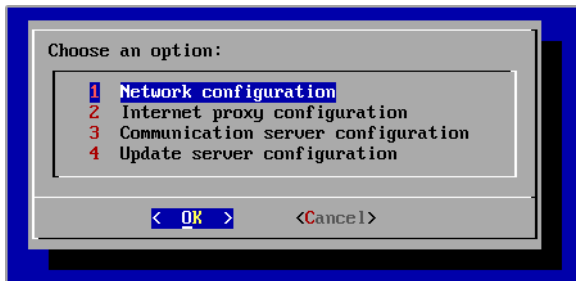 Choose an option:
1 Network configuration
2 Internet proxy configuration
3 Communication server configuration
4 Update server configuration
< OK > <Cancel>